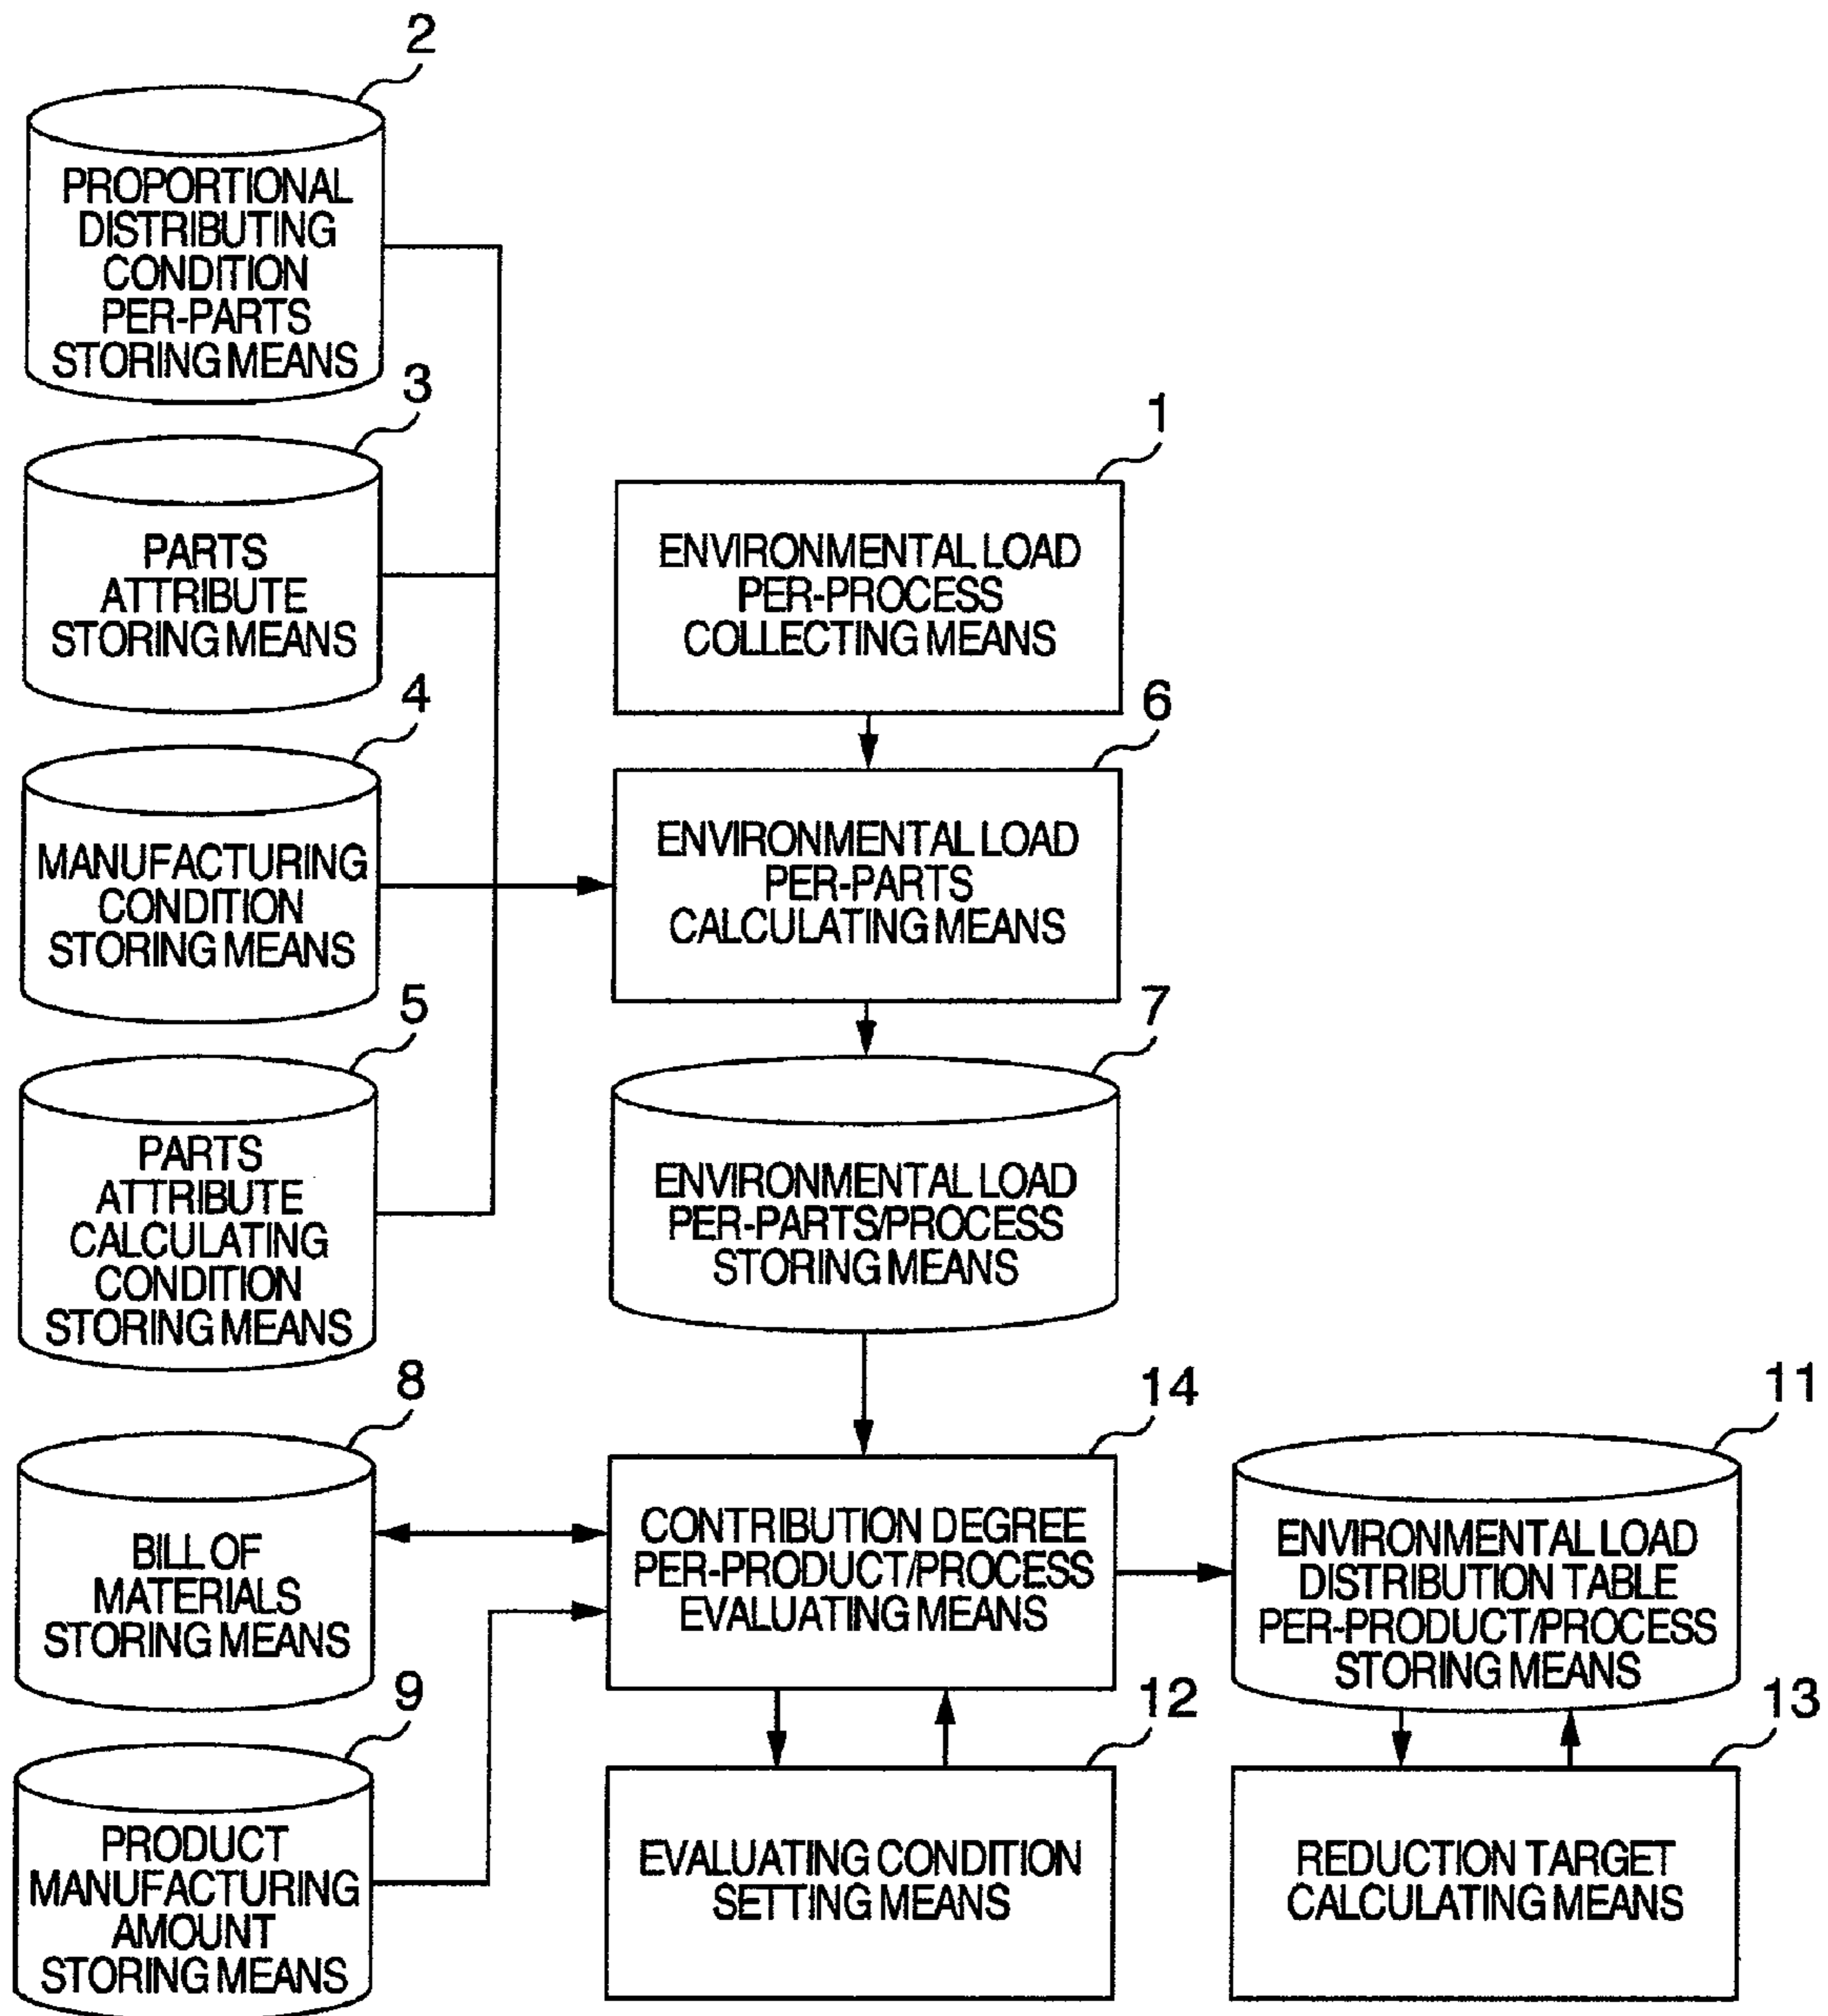 2
PROPORTIONAL
DISTRIBUTING
CONDITION
PER-PARTS
STORING MEANS
3
PARTS
ATTRIBUTE
STORING MEANS
4
MANUFACTURING
CONDITION
STORING MEANS
5
PARTS
ATTRIBUTE
CALCULATING
CONDITION
STORING MEANS
1
ENVIRONMENTAL LOAD
PER-PROCESS
COLLECTING MEANS
6
ENVIRONMENTAL LOAD
PER-PARTS
CALCULATING MEANS
7
ENVIRONMENTAL LOAD
PER-PARTS/PROCESS
STORING MEANS
8
BILL OF
MATERIALS
STORING MEANS
14
CONTRIBUTION DEGREE
PER-PRODUCT/PROCESS
EVALUATING MEANS
11
ENVIRONMENTAL LOAD
DISTRIBUTION TABLE
PER-PRODUCT/PROCESS
STORING MEANS
9
PRODUCT
MANUFACTURING
AMOUNT
STORING MEANS
12
EVALUATING CONDITION
SETTING MEANS
13
REDUCTION TARGET
CALCULATING MEANS